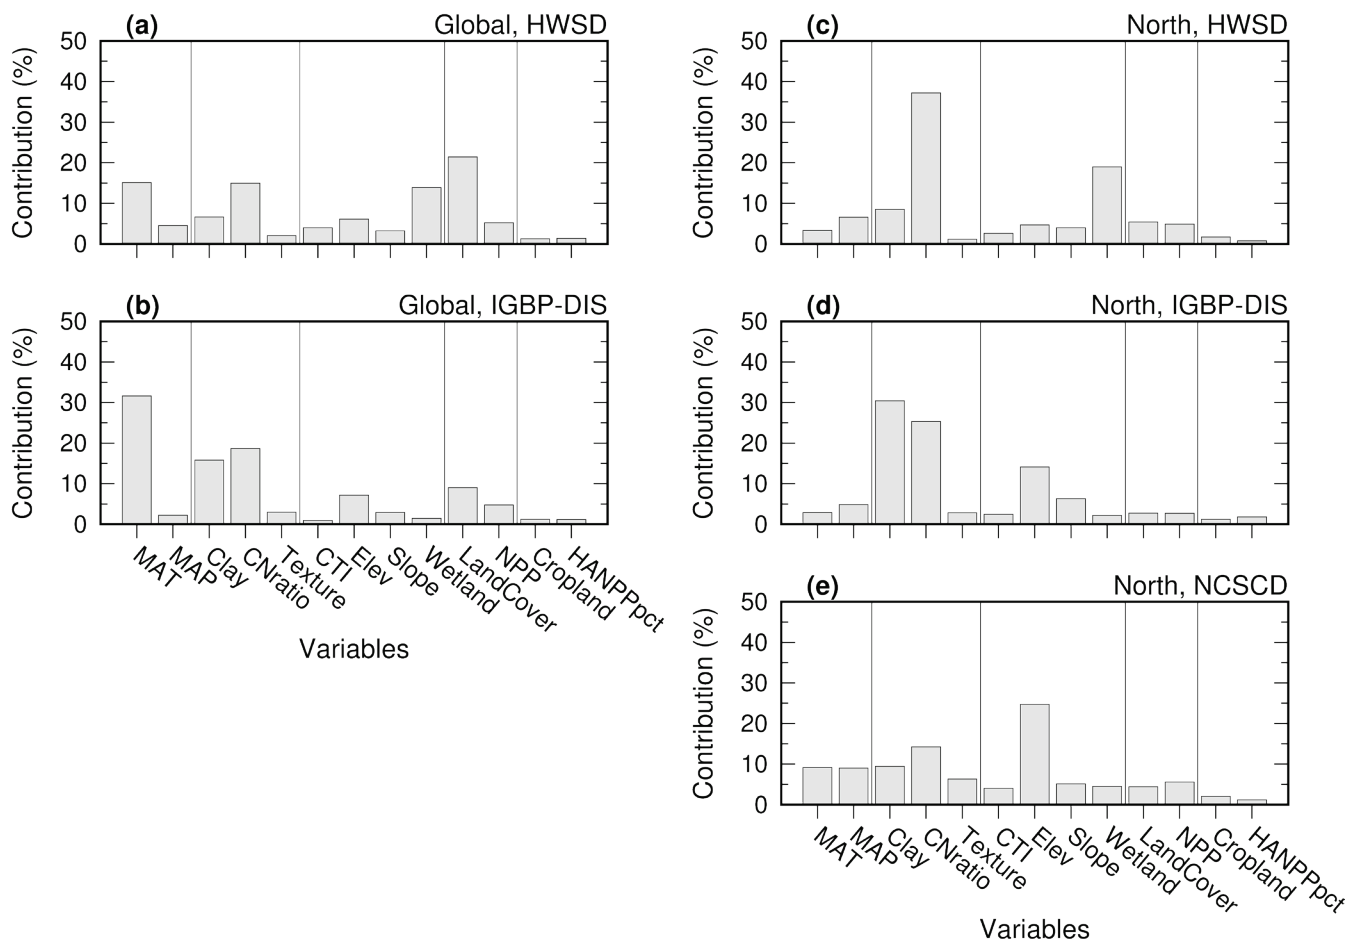 (a) Global, HWSD
50
40
30
20
10
0
Contribution (%)
(b) Global, IGBP-DIS
50
40
30
20
10
0
Contribution (%)
MAT MAP Clay CNratio Texture CTI Elev Slope Wetland LandCover NPP Cropland HANPPpct
Variables
(c) North, HWSD
50
40
30
20
10
0
Contribution (%)
(d) North, IGBP-DIS
50
40
30
20
10
0
Contribution (%)
(e) North, NCSCD
50
40
30
20
10
0
Contribution (%)
MAT MAP Clay CNratio Texture CTI Elev Slope Wetland LandCover NPP Cropland HANPPpct
Variables